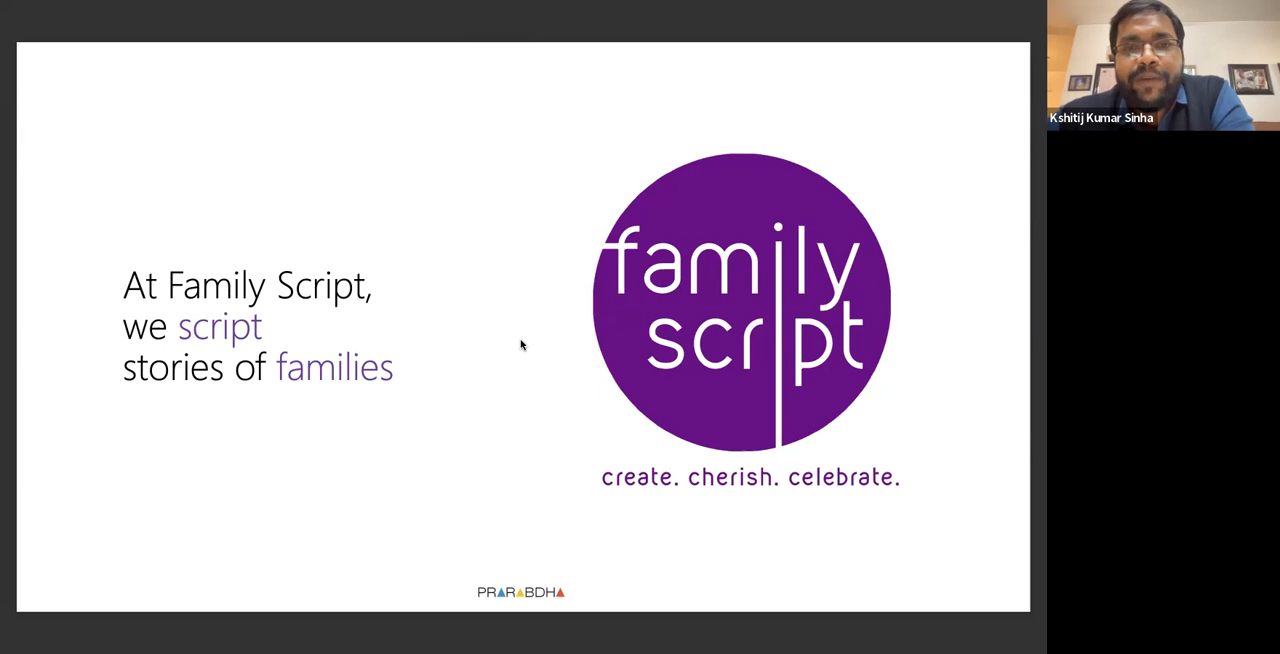 At Family Script,
we script
stories of families
family
script
create. cherish. celebrate.
PRARABDHA
Kshitij Kumar Sinha